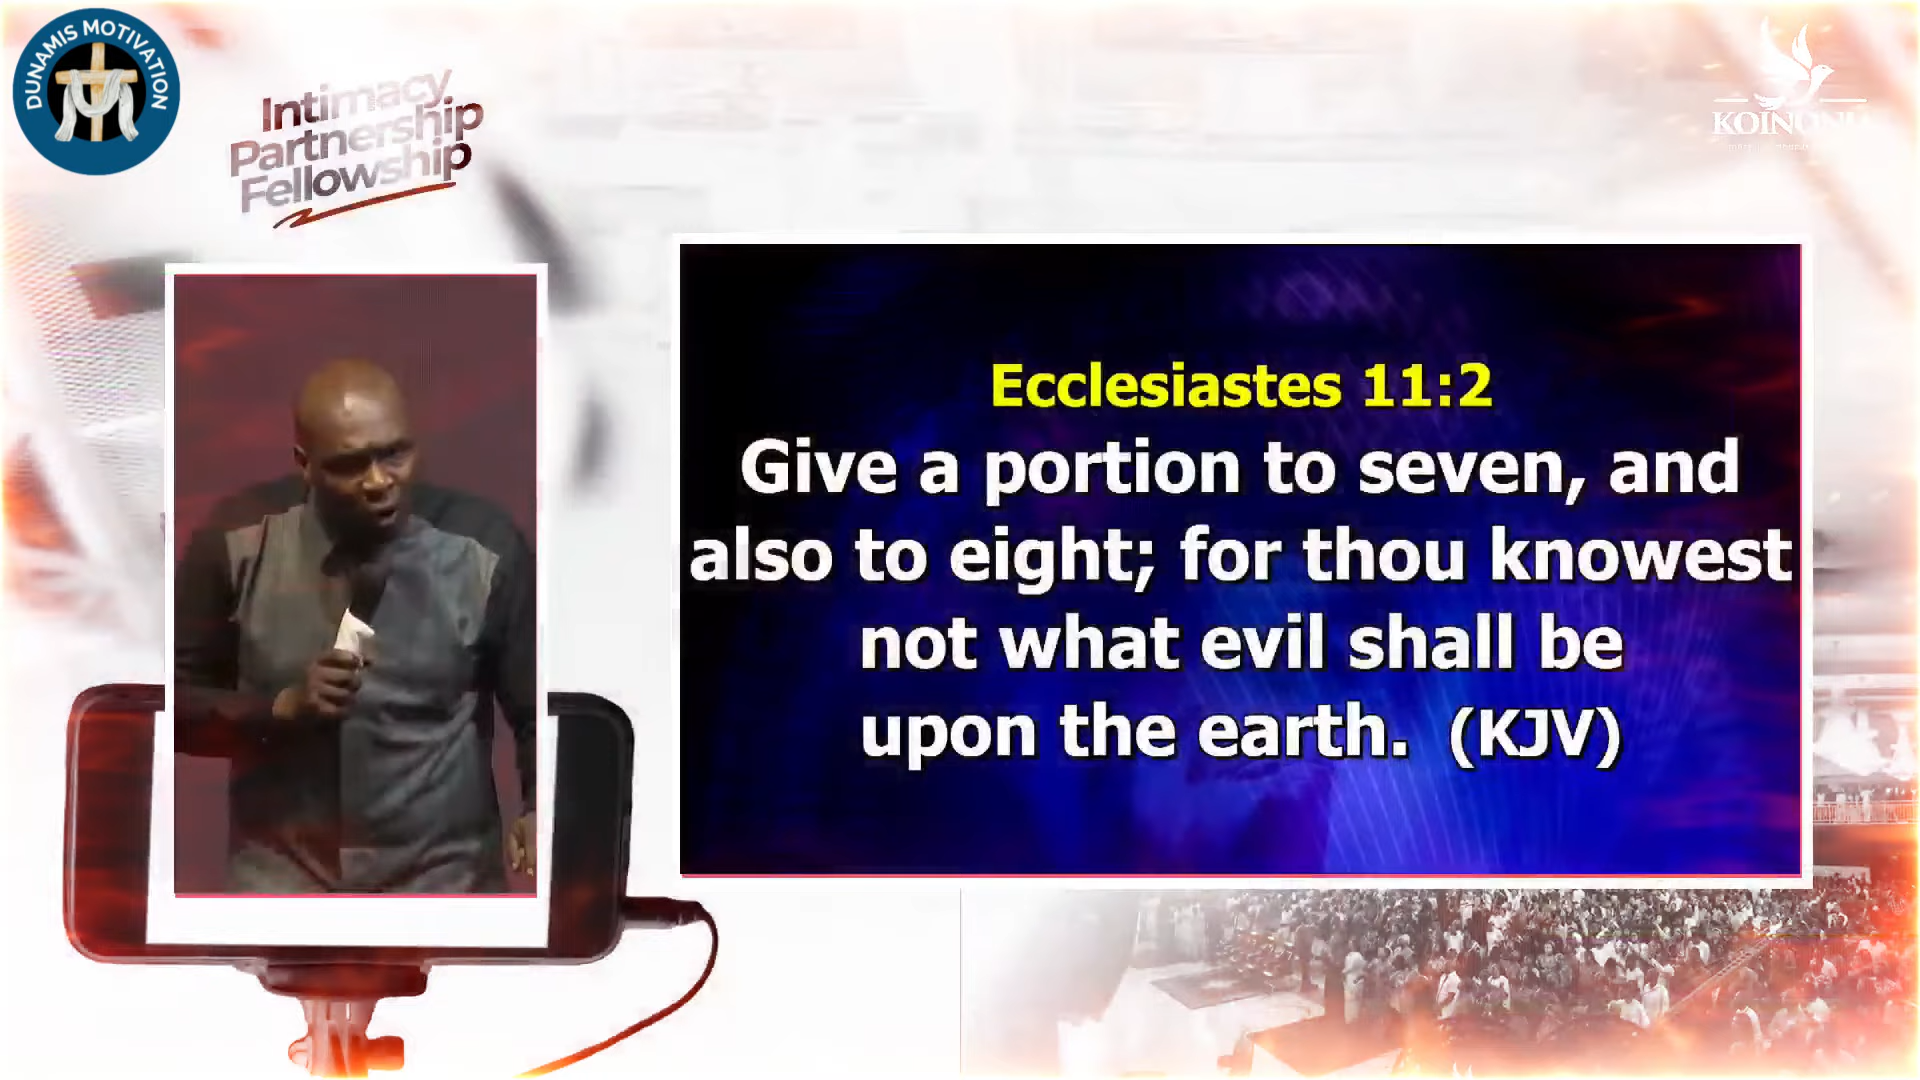 DUNAMIS MOTIVATION
Intimacy
Partnership
Fellowship
KOINONIA
Ecclesiastes 11:2
Give a portion to seven, and
also to eight; for thou knowest
not what evil shall be
upon the earth. (KJV)